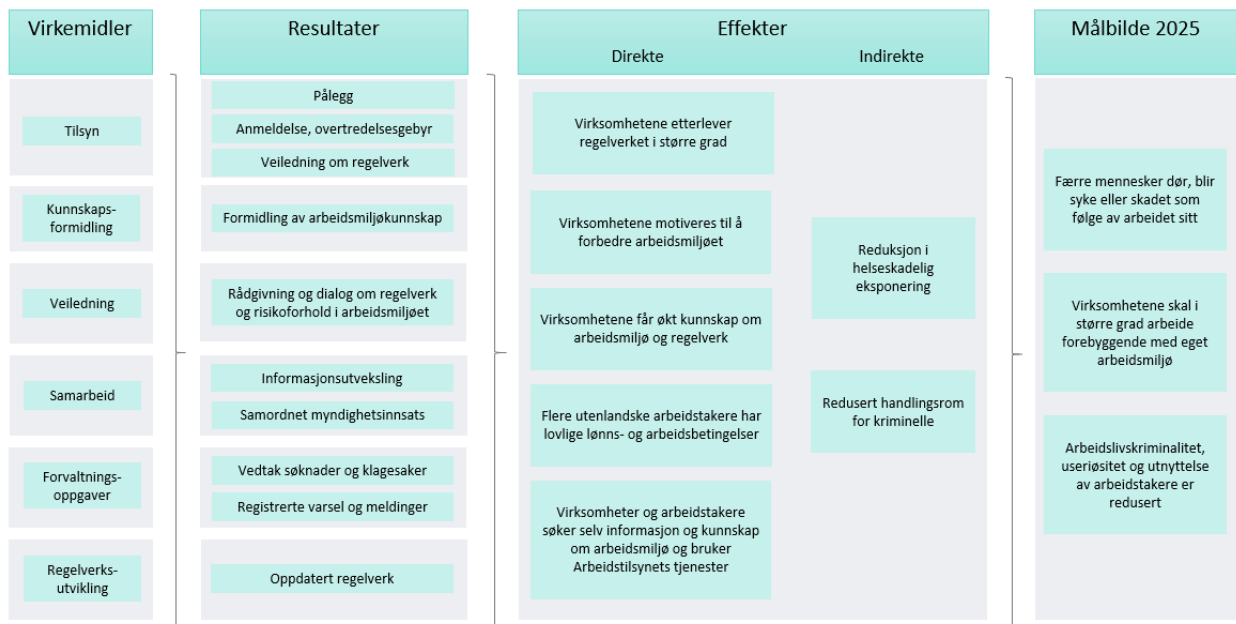 Virkemidler
Tilsyn
Kunnskaps-
formidling
Veiledning
Samarbeid
Forvaltnings-
oppgaver
Regelverks-
utvikling
Resultater
Pålegg
Anmeldelse, overtredelsesgebyr
Veiledning om regelverk
Formidling av arbeidsmiljøkunnskap
Rådgivning og dialog om regelverk
og risikoforhold i arbeidsmiljøet
Informasjonsutveksling
Samordnet myndighetsinnsats
Vedtak søknader og klagesaker
Registrerte varsel og meldinger
Oppdatert regelverk
Effekter
Direkte
Virksomhetene etterlever
regelverket i større grad
Virksomhetene motiveres til å
forbedre arbeidsmiljøet
Virksomhetene får økt kunnskap om
arbeidsmiljø og regelverk
Flere utenlandske arbeidstakere har
lovlige lønns- og arbeidsbetingelser
Virksomheter og arbeidstakere
søker selv informasjon og kunnskap
om arbeidsmiljø og bruker
Arbeidstilsynets tjenester
Indirekte
Reduksjon i
helseskadelig
eksponering
Redusert handlingsrom
for kriminelle
Målbilde 2025
Færre mennesker dør, blir
syke eller skadet som
følge av arbeidet sitt
Virksomhetene skal i
større grad arbeide
forebyggende med eget
arbeidsmiljø
Arbeidslivskriminalitet,
useriøsitet og utnyttelse
av arbeidstakere er
redusert